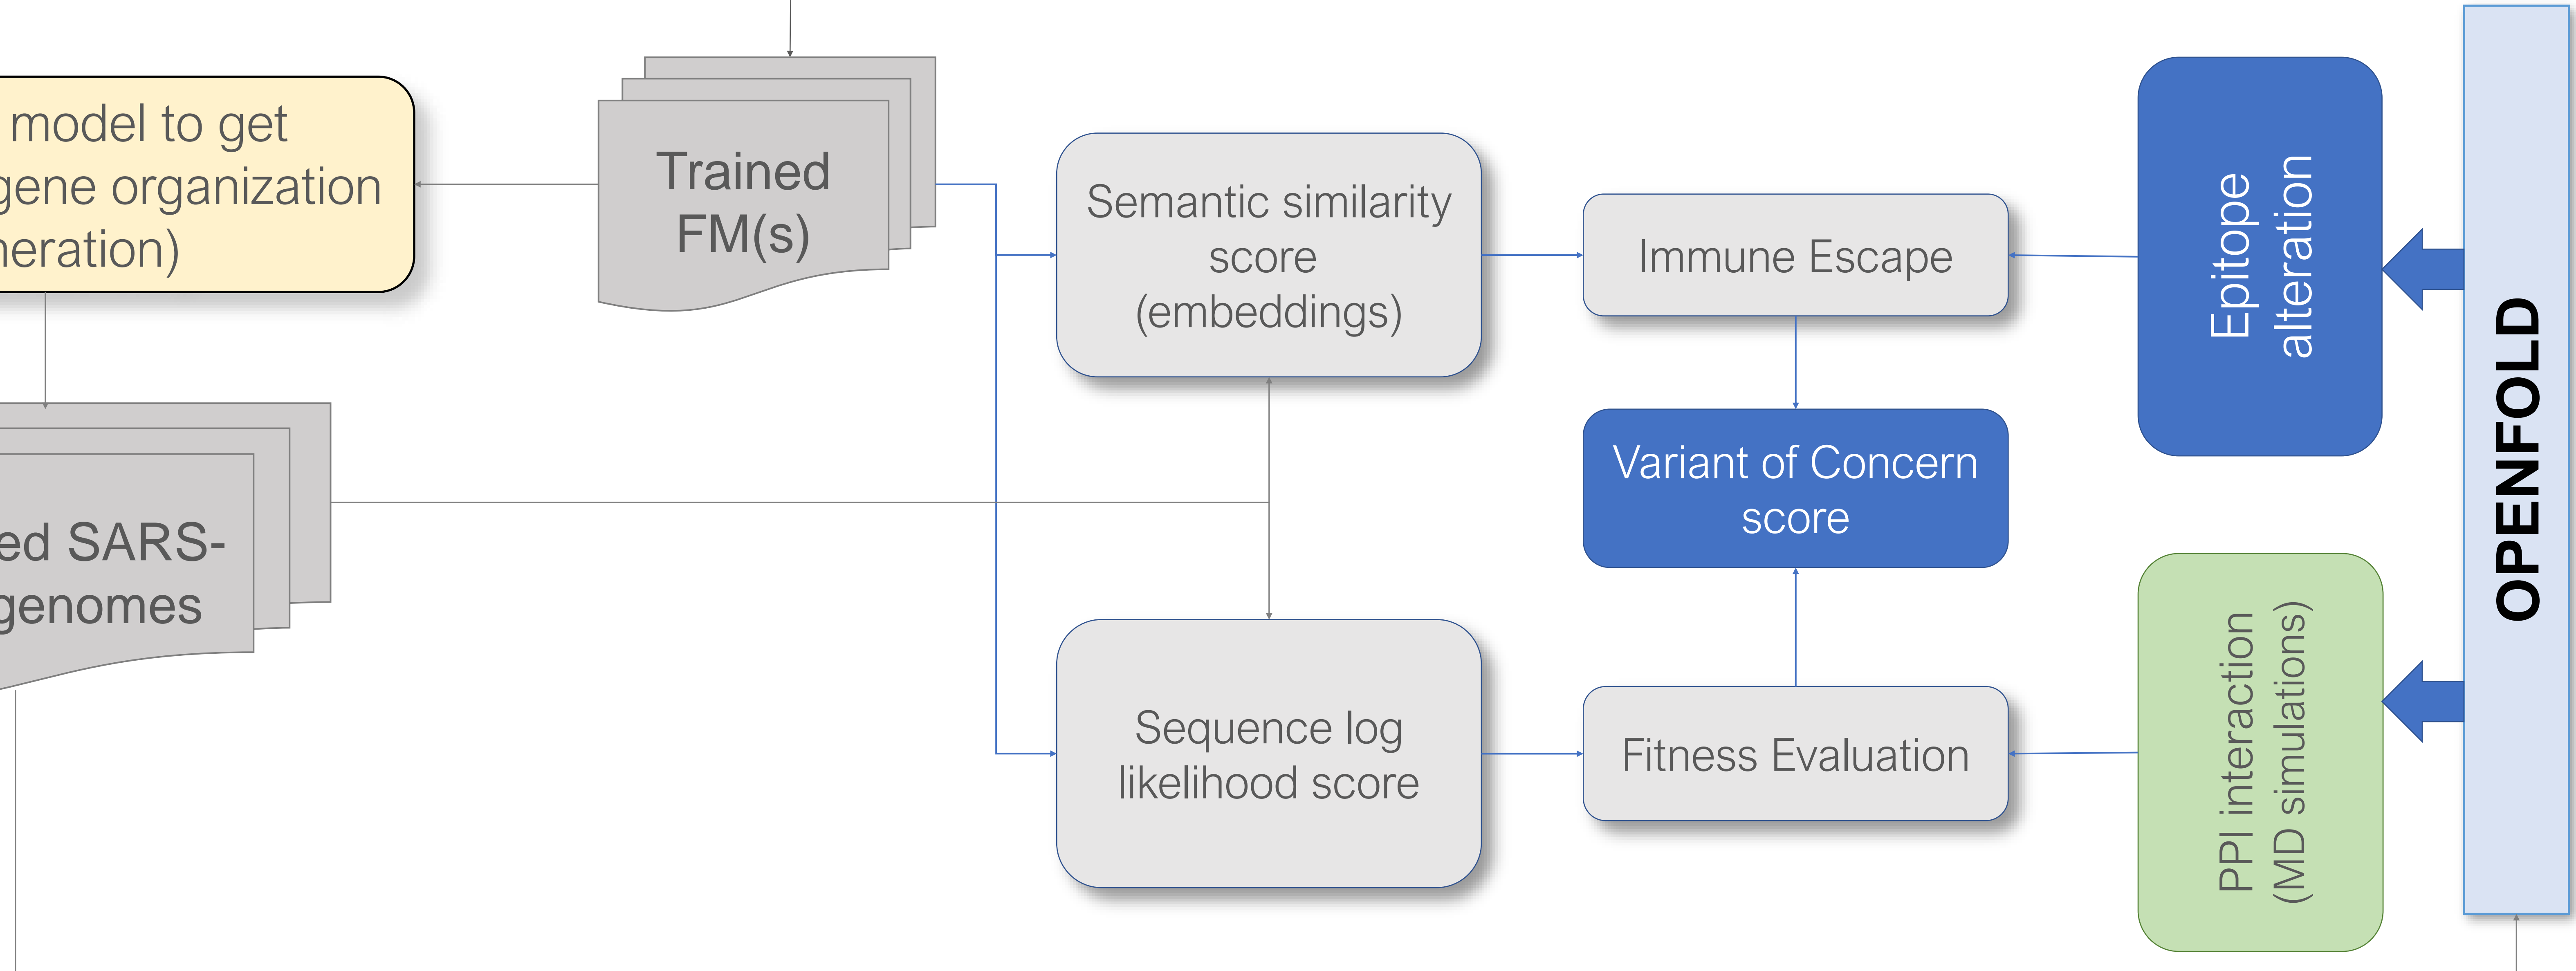 model to get
gene organization
neration)
Trained
FM(s)
ed SARS-
genomes
Semantic similarity
score
(embeddings)
Sequence log
likelihood score
Immune Escape
Variant of Concern
score
Fitness Evaluation
Epitope
alteration
PPI interaction
(MD simulations)
OPENFOLD